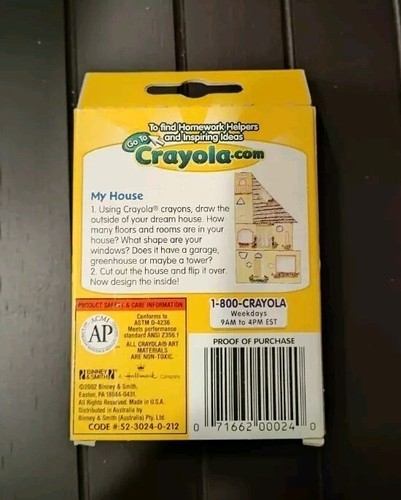 To find Homework Helpers
and Inspiring Ideas
Go To
Crayola.com
My House
1. Using Crayola® crayons, draw the
outside of your dream house. How
many floors and rooms are in your
house? What shape are your
windows? Does it have a garage,
greenhouse or maybe a tower?
2. Cut out the house and flip it over.
Now design the inside!
PRODUCT SAFETY & CARE INFORMATION
ACMI
AP
Conforms to
ASTM D-4236
Meets performance
standard ANSI Z356.1
ALL CRAYOLA® ART
MATERIALS
ARE NON-TOXIC.
BINNEY
& SMITH
A Hallmark Company
©2002 Binney & Smith,
Easton, PA 18044-0431.
All Rights Reserved. Made in U.S.A.
Distributed in Australia by
Binney & Smith (Australia) Pty. Ltd.
CODE #:52-3024-0-212
1-800-CRAYOLA
Weekdays
9AM to 4PM EST
PROOF OF PURCHASE
0 71662 00024 0